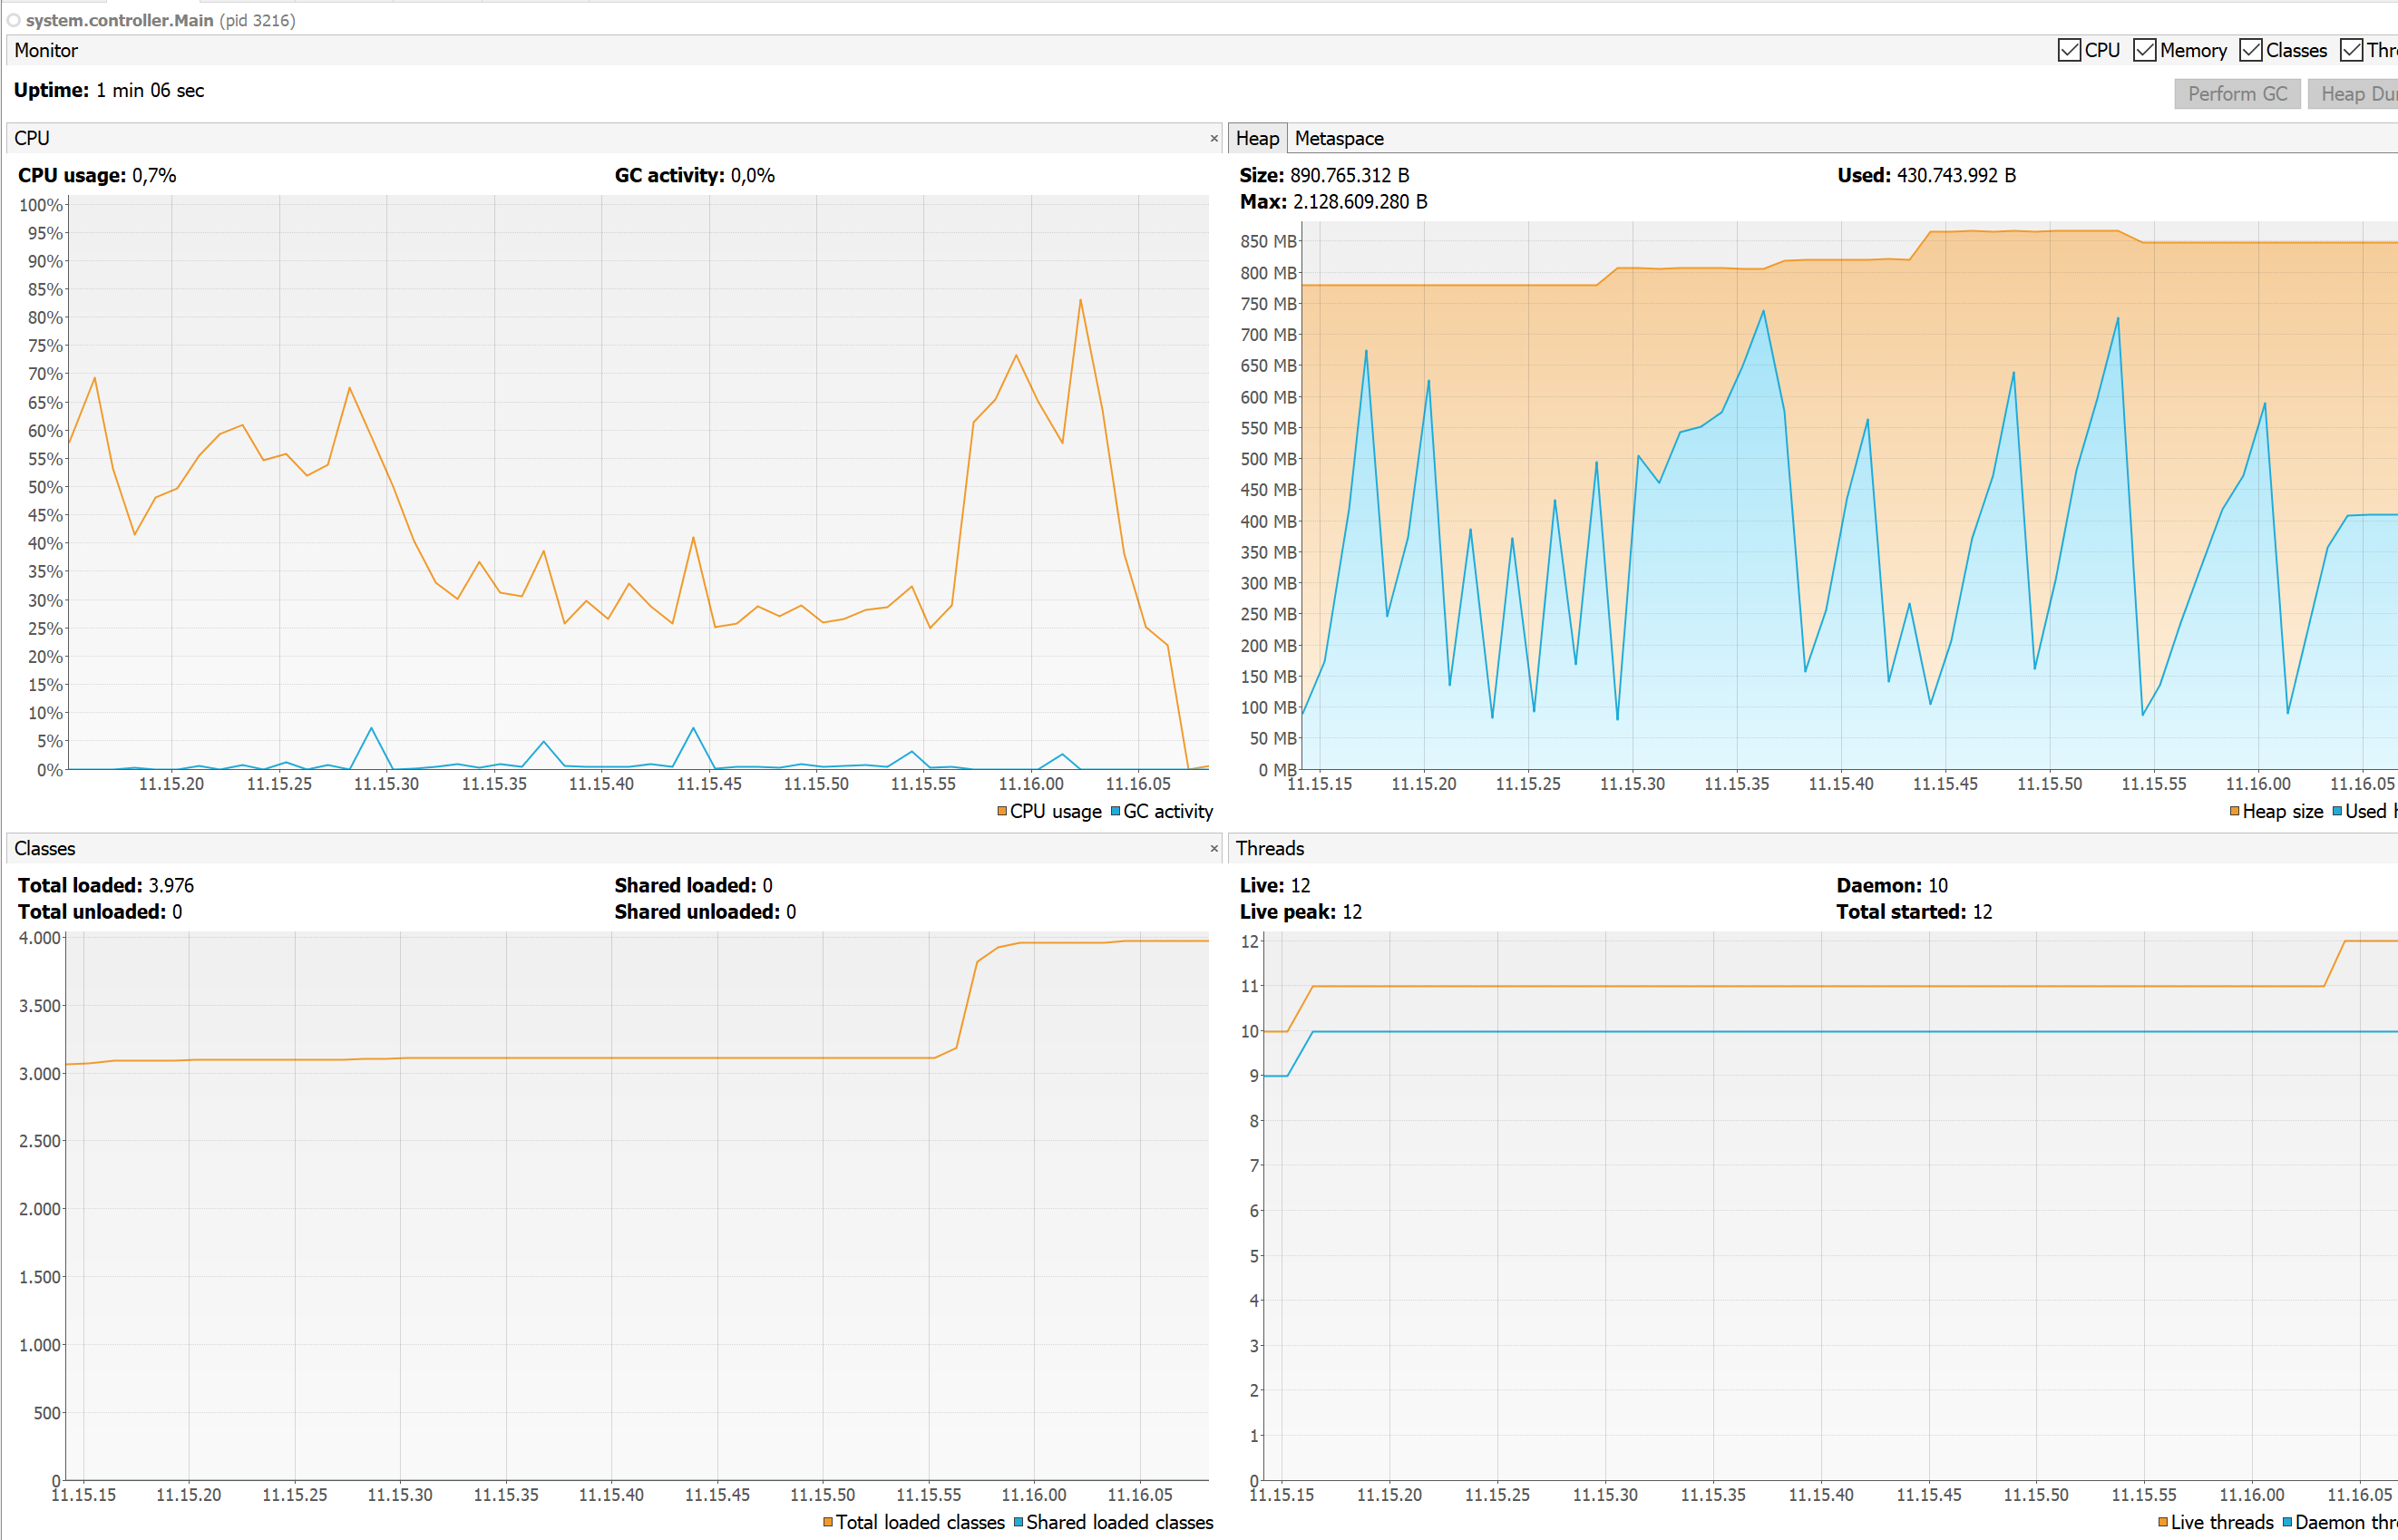 system.controller.Main (pid 3216)
Monitor
CPU Memory Classes Thr
Uptime: 1 min 06 sec
Perform GC Heap Du
CPU
CPU usage: 0,7% GC activity: 0,0%
100%
95%
90%
85%
80%
75%
70%
65%
60%
55%
50%
45%
40%
35%
30%
25%
20%
15%
10%
5%
0%
11.15.20 11.15.25 11.15.30 11.15.35 11.15.40 11.15.45 11.15.50 11.15.55 11.16.00 11.16.05
CPU usage GC activity
Heap Metaspace
Size: 890.765.312 B Used: 430.743.992 B
Max: 2.128.609.280 B
850 MB
800 MB
750 MB
700 MB
650 MB
600 MB
550 MB
500 MB
450 MB
400 MB
350 MB
300 MB
250 MB
200 MB
150 MB
100 MB
50 MB
0 MB
11.15.15 11.15.20 11.15.25 11.15.30 11.15.35 11.15.40 11.15.45 11.15.50 11.15.55 11.16.00 11.16.05
Heap size Used h
Classes
Total loaded: 3.976 Shared loaded: 0
Total unloaded: 0 Shared unloaded: 0
4.000
3.500
3.000
2.500
2.000
1.500
1.000
500
0
11.15.15 11.15.20 11.15.25 11.15.30 11.15.35 11.15.40 11.15.45 11.15.50 11.15.55 11.16.00 11.16.05
Total loaded classes Shared loaded classes
Threads
Live: 12 Daemon: 10
Live peak: 12 Total started: 12
12
11
10
9
8
7
6
5
4
3
2
1
0
11.15.15 11.15.20 11.15.25 11.15.30 11.15.35 11.15.40 11.15.45 11.15.50 11.15.55 11.16.00 11.16.05
Live threads Daemon thr